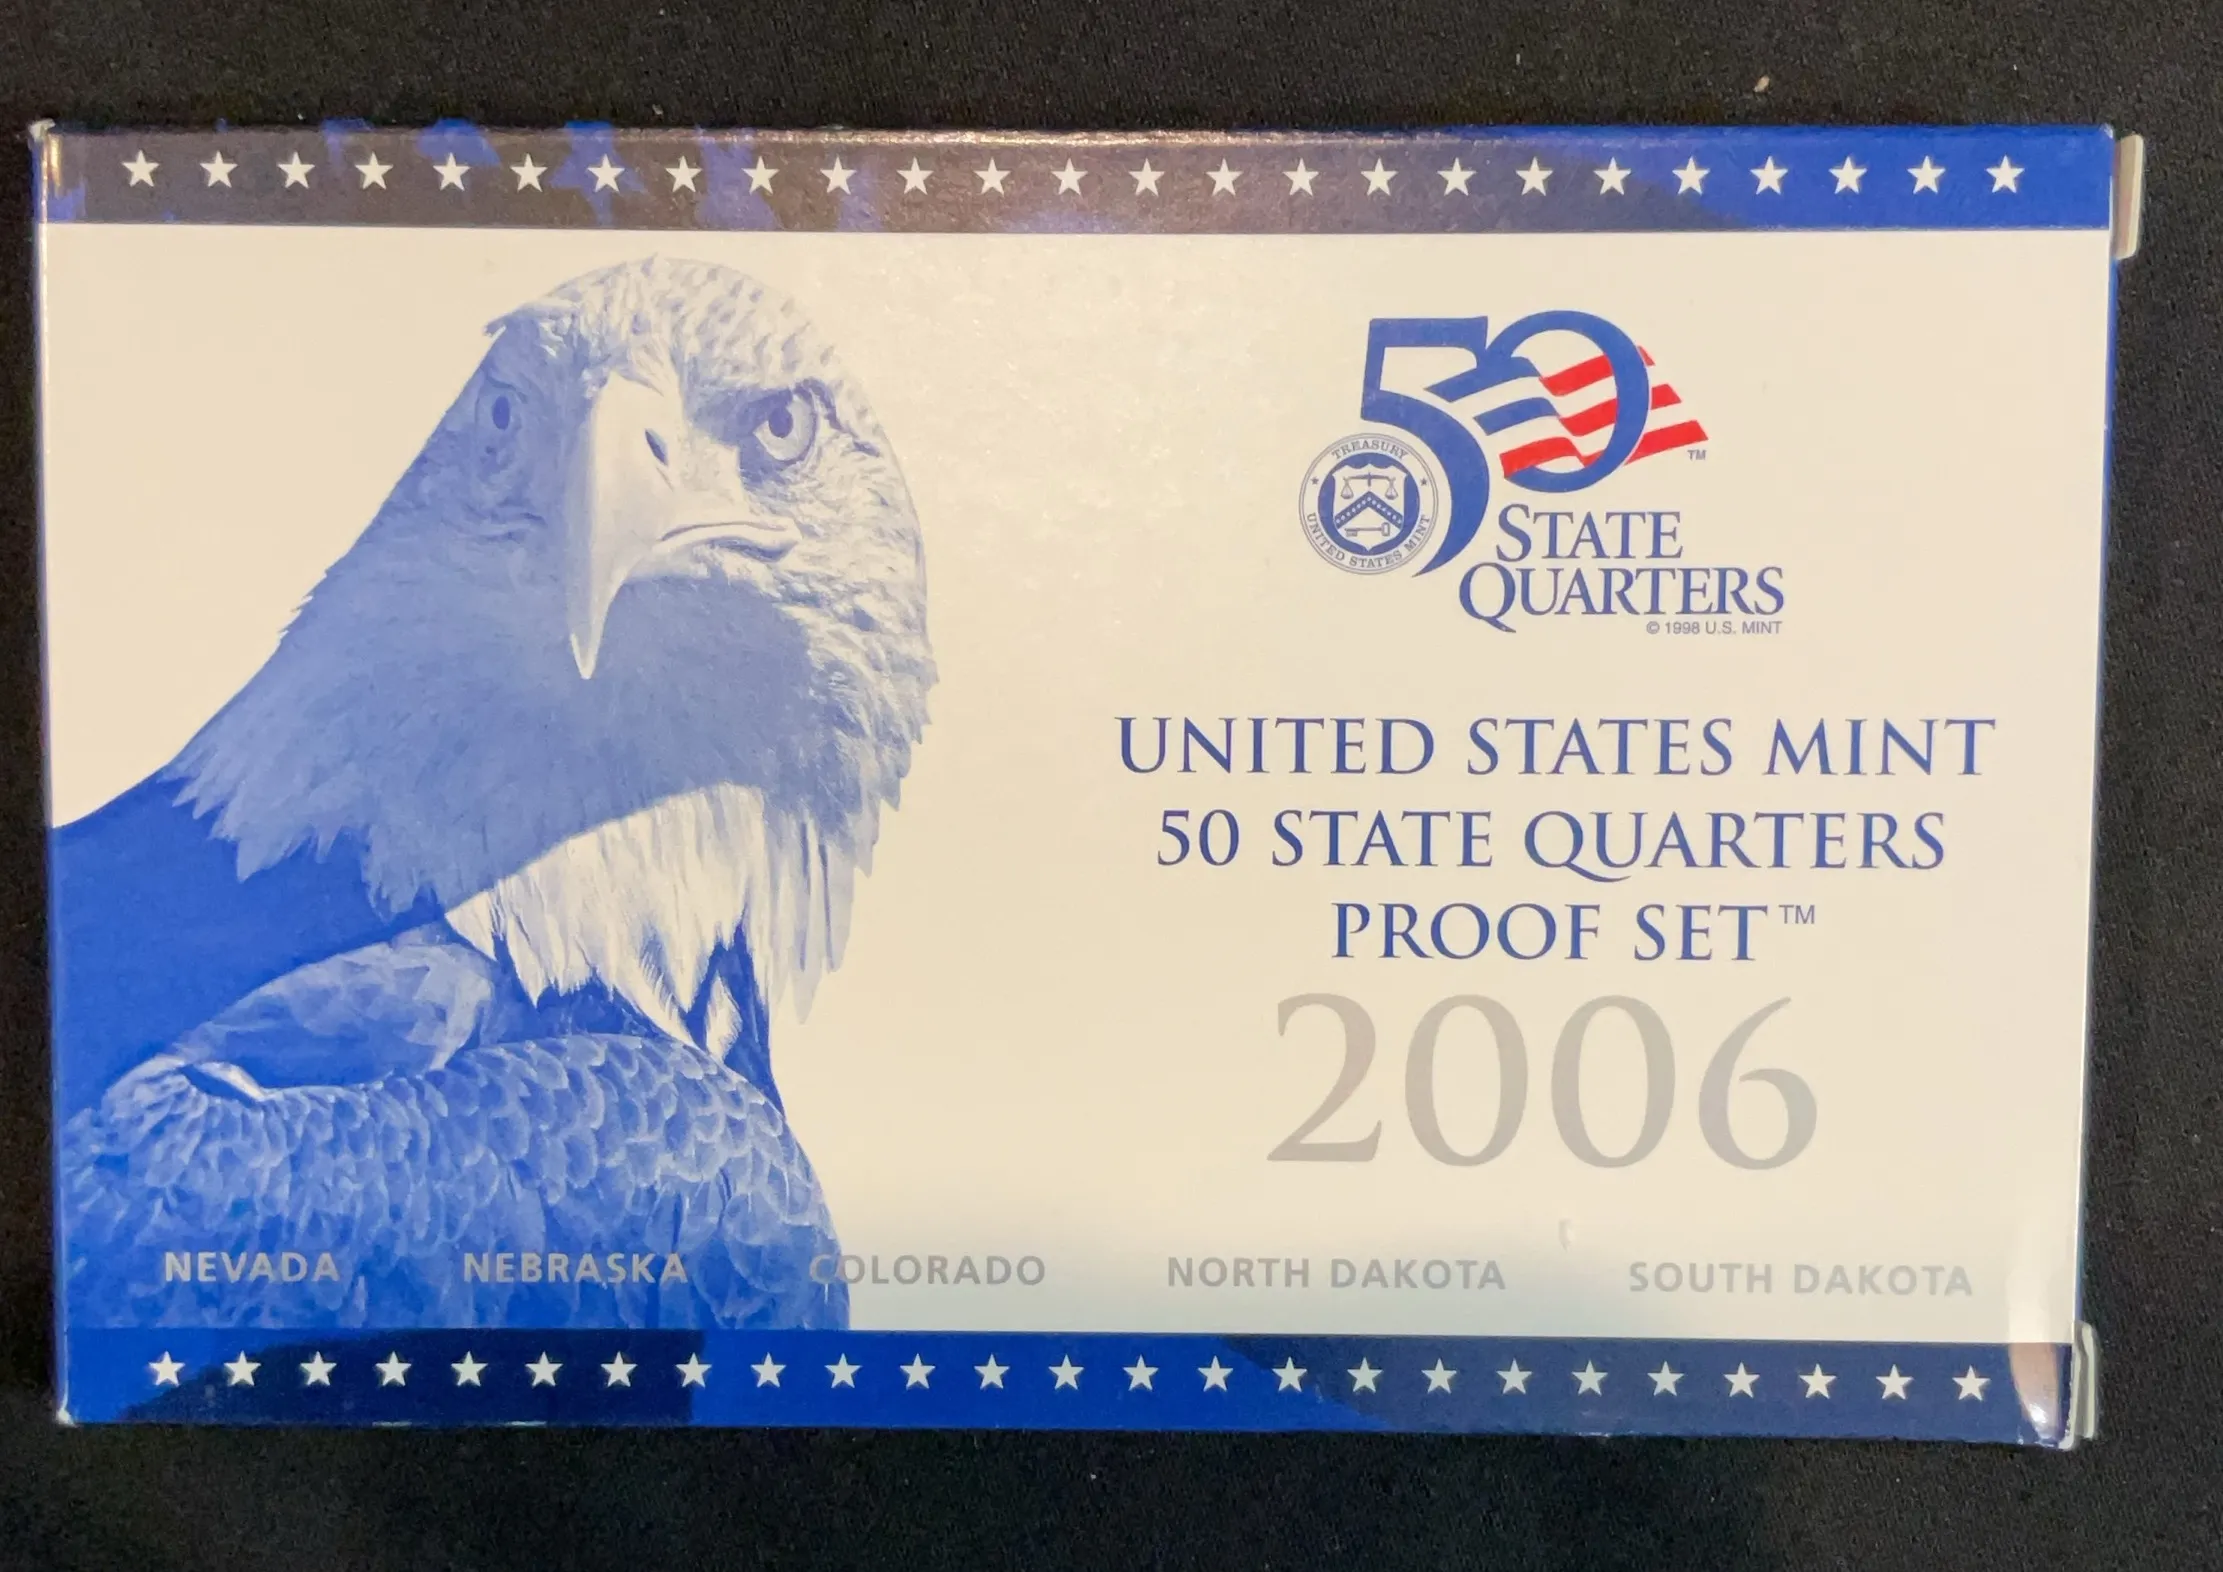 50
TREASURY
UNITED STATES MINT
TM
STATE
QUARTERS
© 1998 U.S. MINT
UNITED STATES MINT
50 STATE QUARTERS
PROOF SET™
2006
NEVADA NEBRASKA COLORADO NORTH DAKOTA SOUTH DAKOTA